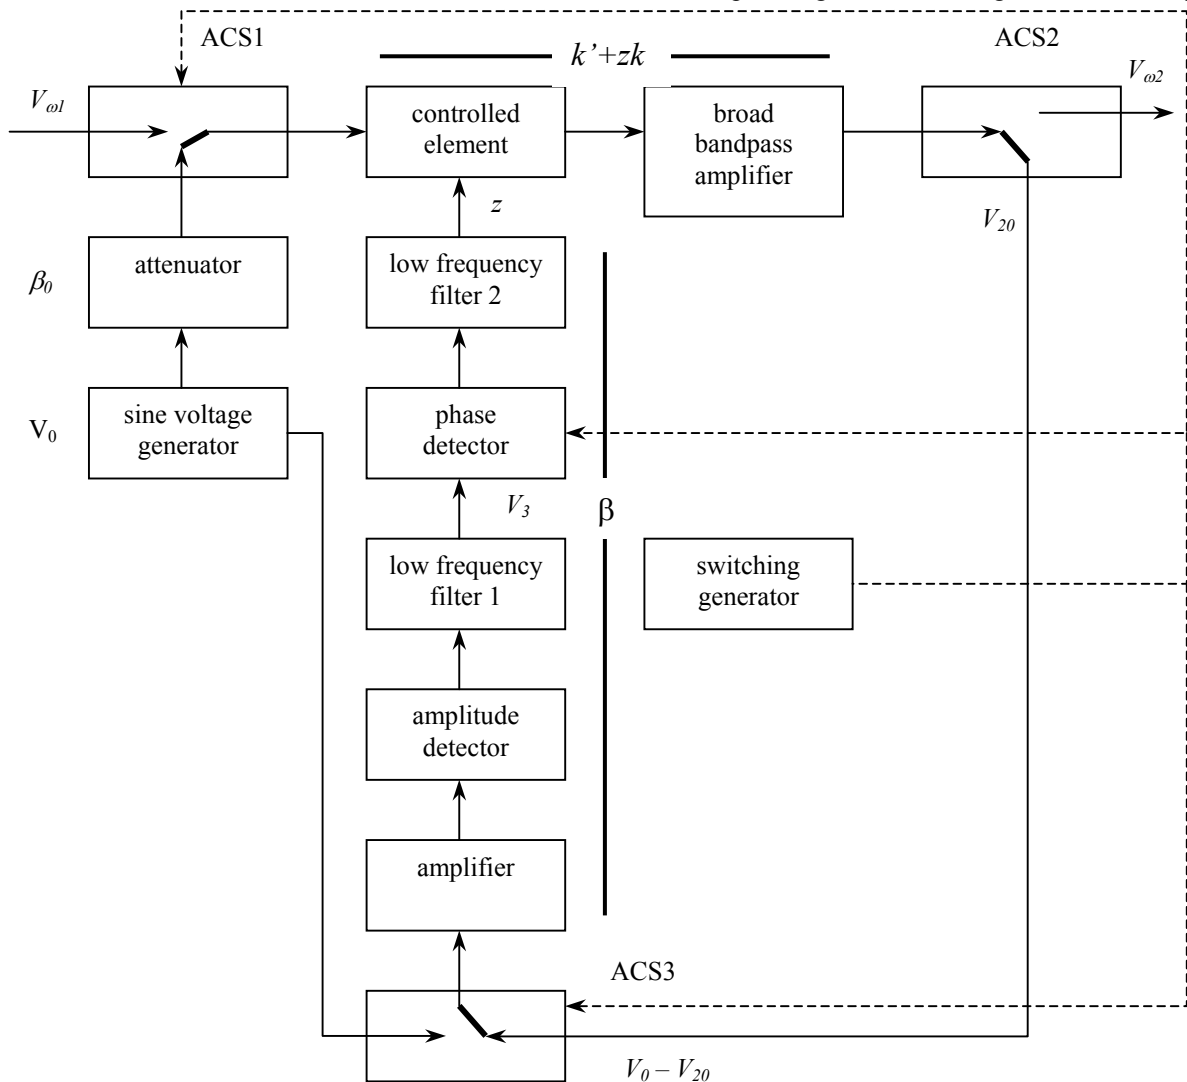 ACS1
k’+zk
ACS2
Vω1
controlled
element
broad
bandpass
amplifier
Vω2
z
V20
β0
attenuator
low frequency
filter 2
V0
sine voltage
generator
phase
detector
V3
β
low frequency
filter 1
switching
generator
amplitude
detector
amplifier
ACS3
V0 – V20